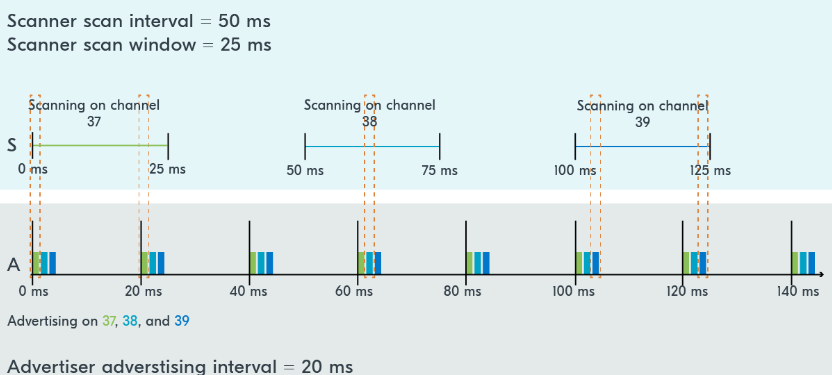 Scanner scan interval = 50 ms
Scanner scan window = 25 ms
Scanning on channel
37
Scanning on channel
38
Scanning on channel
39
S
0 ms
25 ms
50 ms
75 ms
100 ms
125 ms
A
0 ms
20 ms
40 ms
60 ms
80 ms
100 ms
120 ms
140 ms
Advertising on 37, 38, and 39
Advertiser adverstising interval = 20 ms